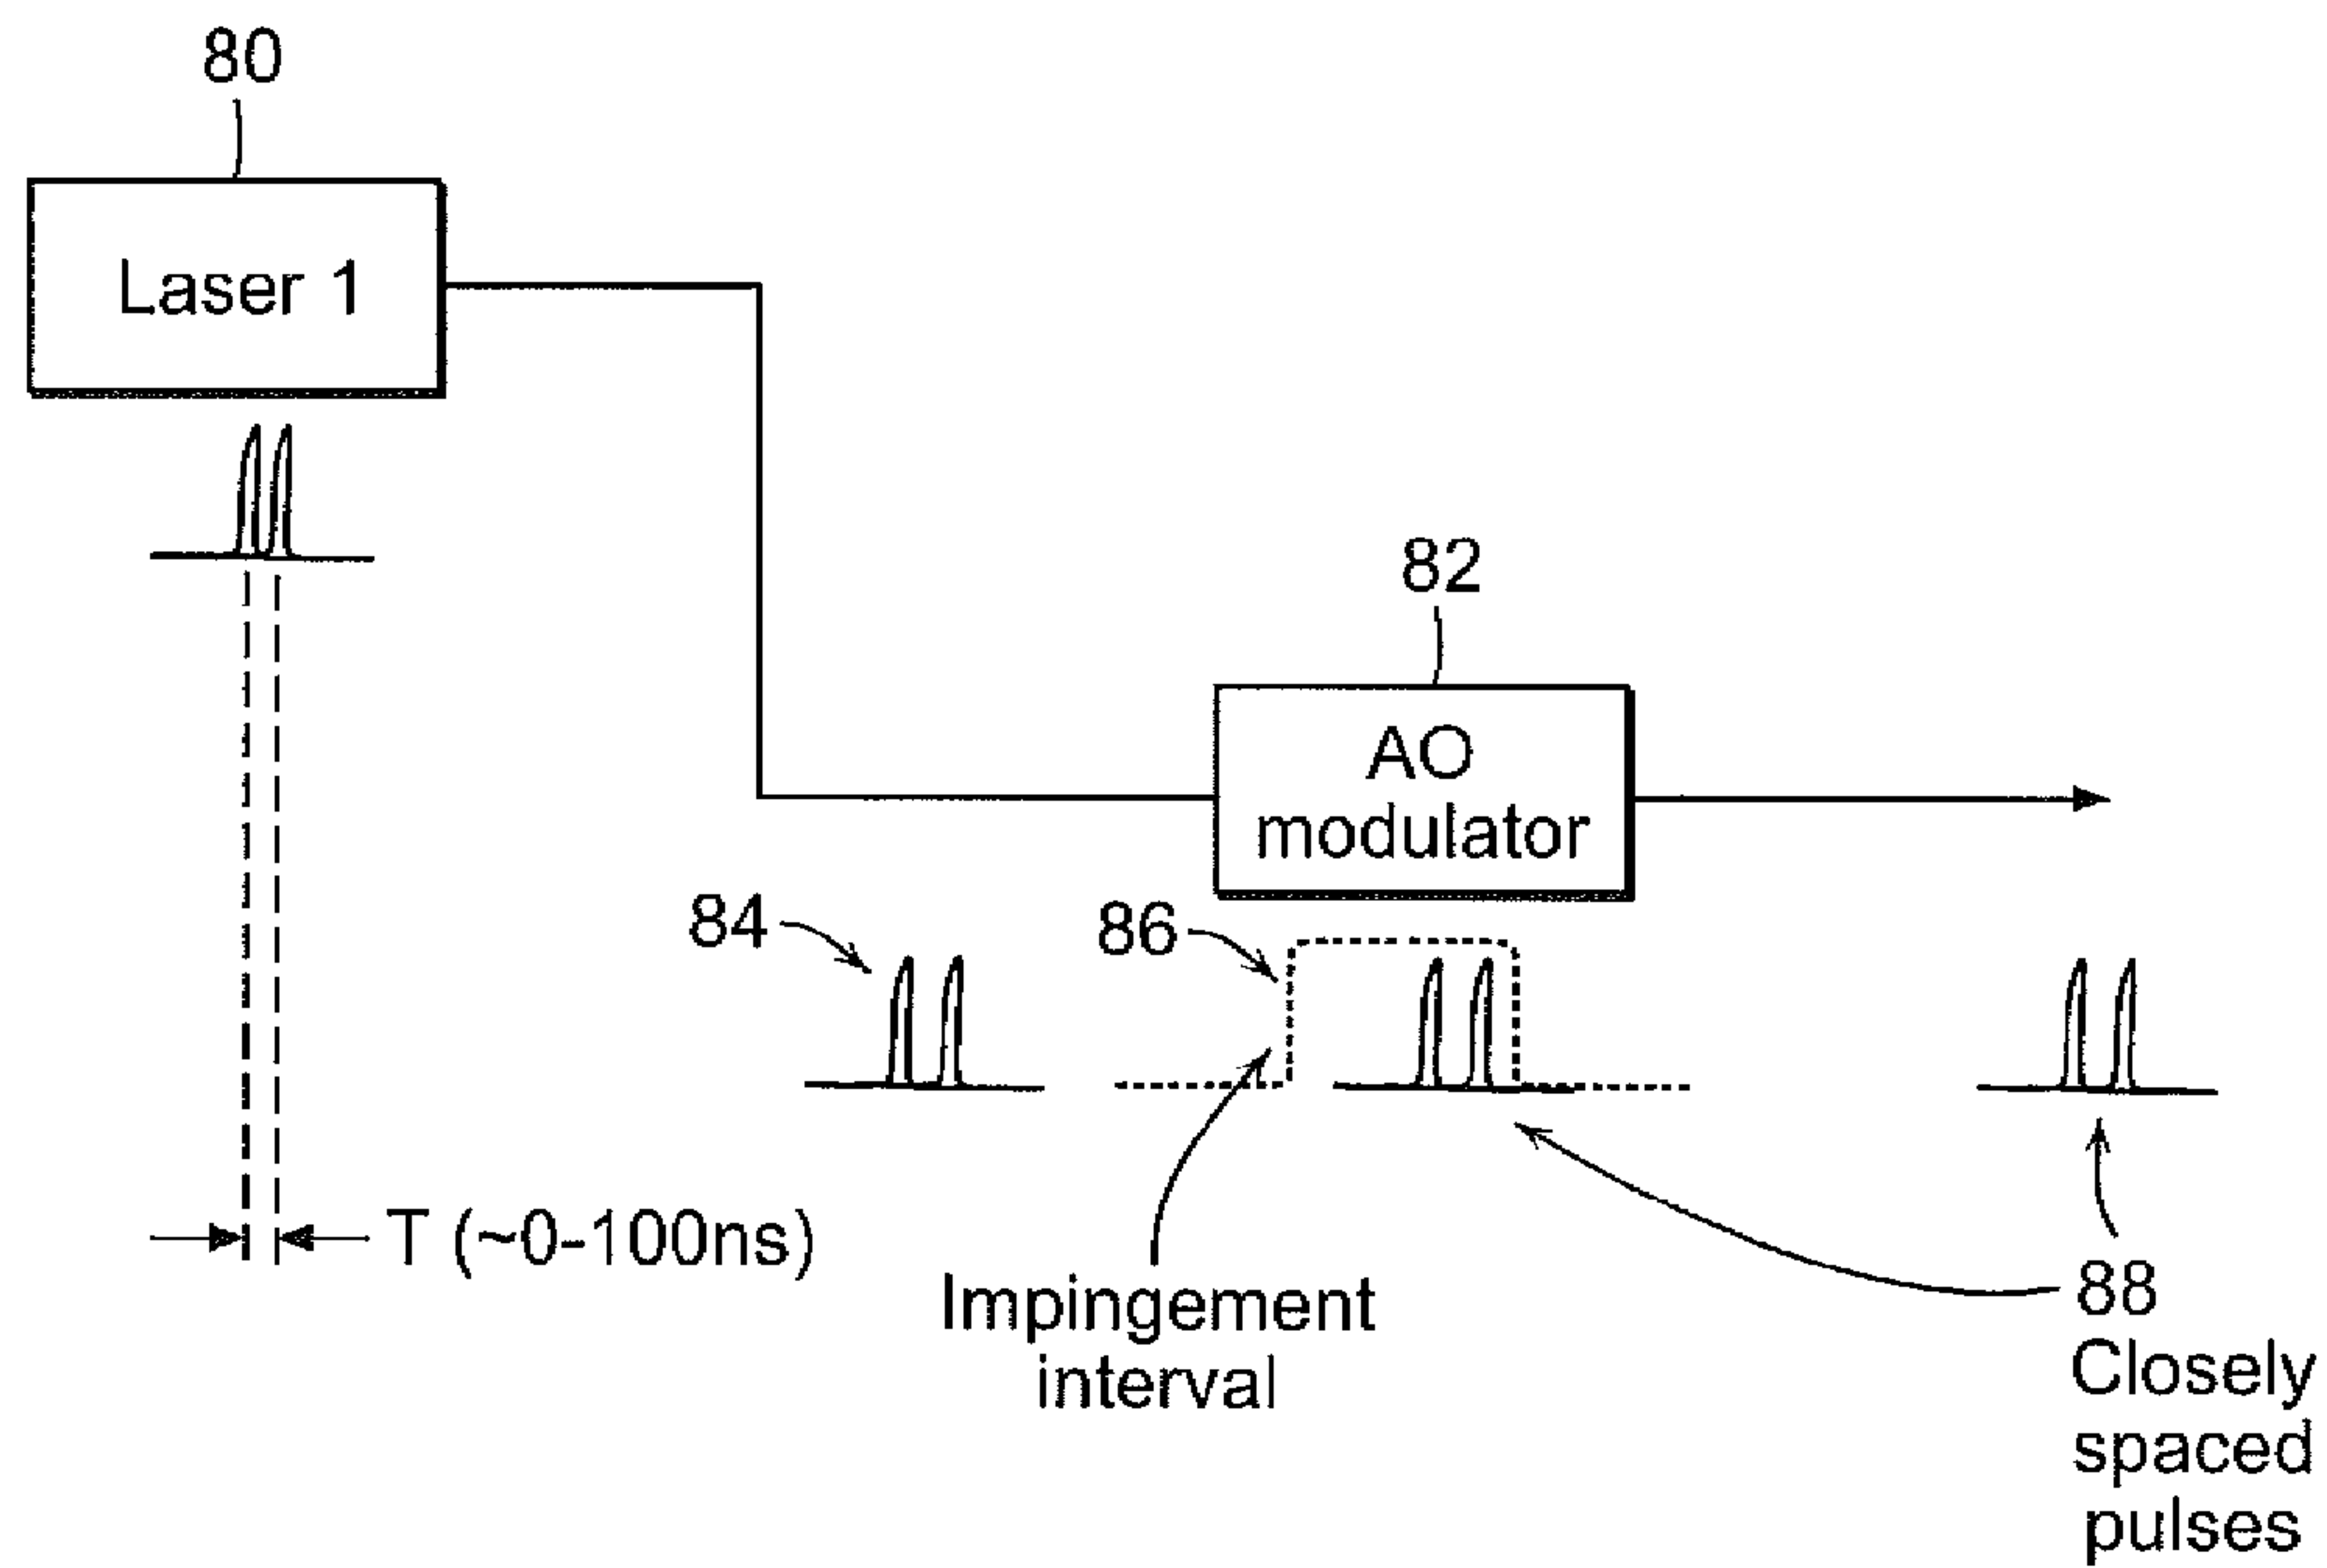 80
Laser 1
82
AO
modulator
84
86
T (~0-100ns)
Impingement
interval
88
Closely
spaced
pulses